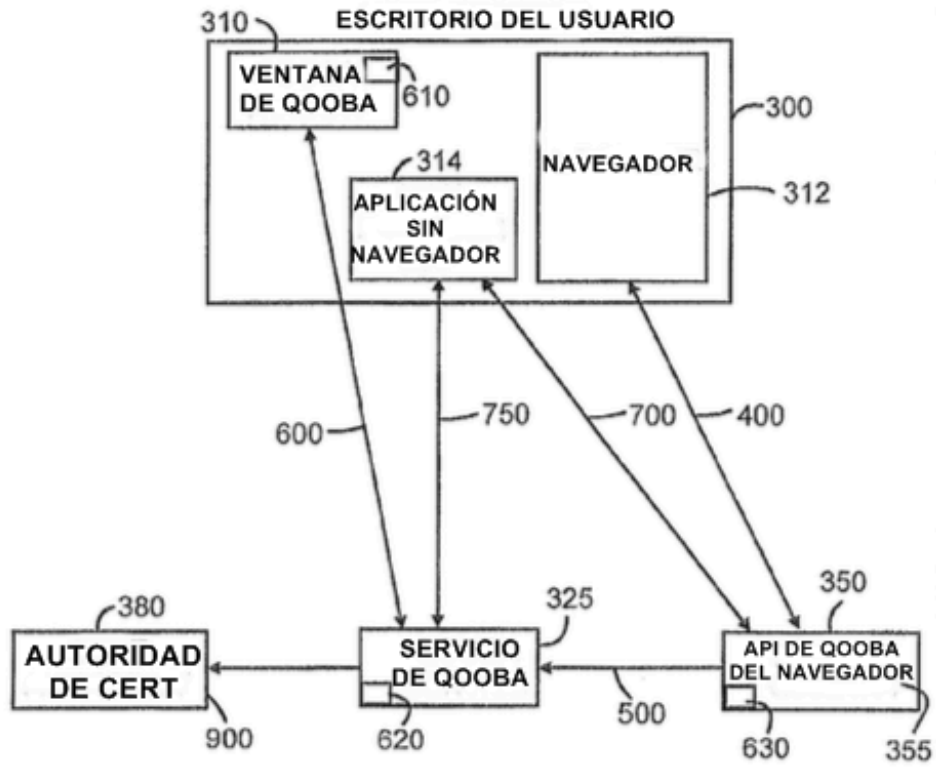 ESCRITORIO DEL USUARIO
310
VENTANA
DE QOOBA
610
300
NAVEGADOR
314
312
APLICACIÓN
SIN
NAVEGADOR
600
750
700
400
380
325
350
AUTORIDAD
DE CERT
SERVICIO
DE QOOBA
API DE QOOBA
DEL NAVEGADOR
500
900
620
630
355